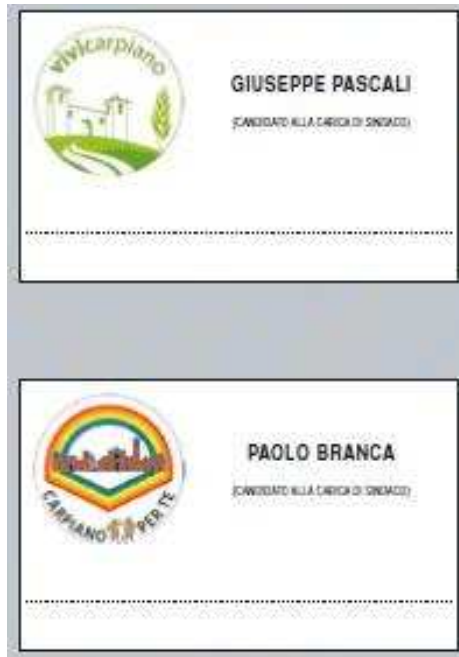 vivicarpiano
GIUSEPPE PASCALI
(CANDIDATO ALLA CARICA DI SINDACO)
PAOLO BRANCA
(CANDIDATO ALLA CARICA DI SINDACO)
CARPIANO PER TE